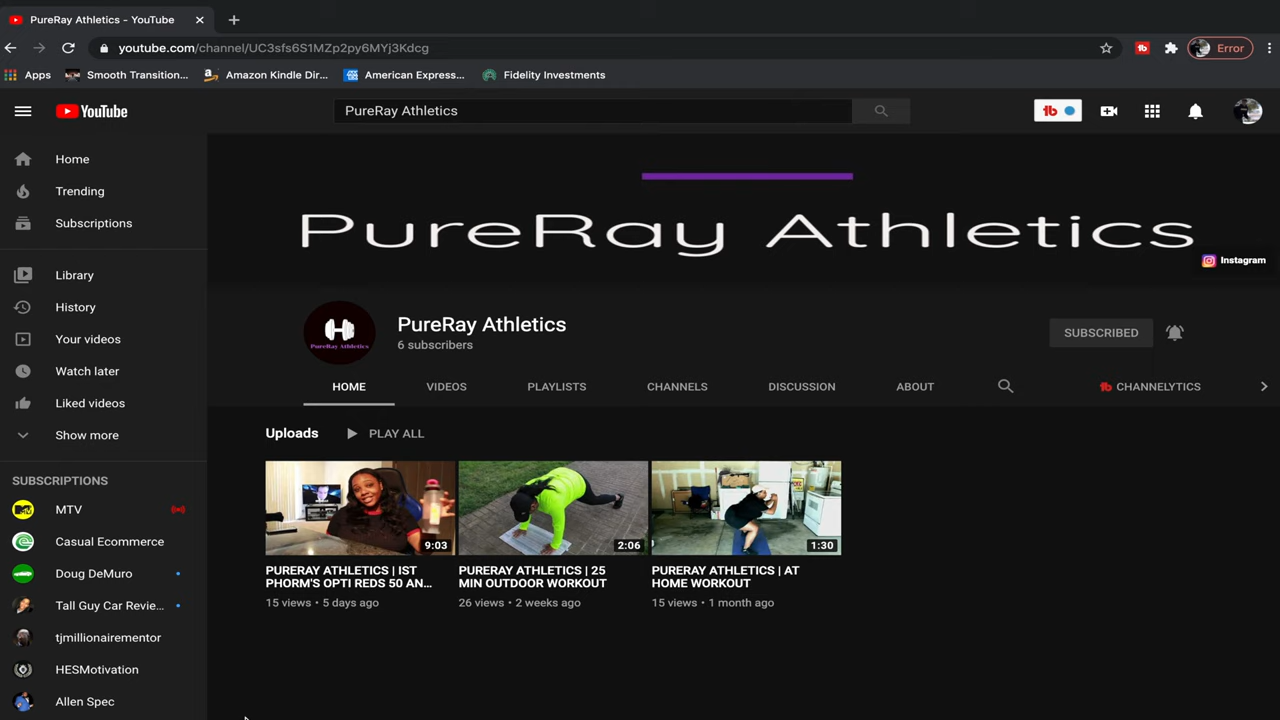 PureRay Athletics - YouTube
youtube.com/channel/UC3sfs6S1MZp2py6MYj3Kdcg
Error
Apps
Smooth Transition...
Amazon Kindle Dir...
American Express...
Fidelity Investments
YouTube
PureRay Athletics
tb
Home
Trending
Subscriptions
Library
History
Your videos
Watch later
Liked videos
Show more
SUBSCRIPTIONS
MTV
Casual Ecommerce
Doug DeMuro
Tall Guy Car Revie...
tjmillionairementor
HESMotivation
Allen Spec
PureRay Athletics
Instagram
PureRay Athletics
PureRay Athletics
6 subscribers
SUBSCRIBED
HOME VIDEOS PLAYLISTS CHANNELS DISCUSSION ABOUT tb CHANNELYTICS
Uploads PLAY ALL
9:03
PURERAY ATHLETICS | IST
PHORM'S OPTI REDS 50 AN...
15 views • 5 days ago
2:06
PURERAY ATHLETICS | 25
MIN OUTDOOR WORKOUT
26 views • 2 weeks ago
1:30
PURERAY ATHLETICS | AT
HOME WORKOUT
15 views • 1 month ago